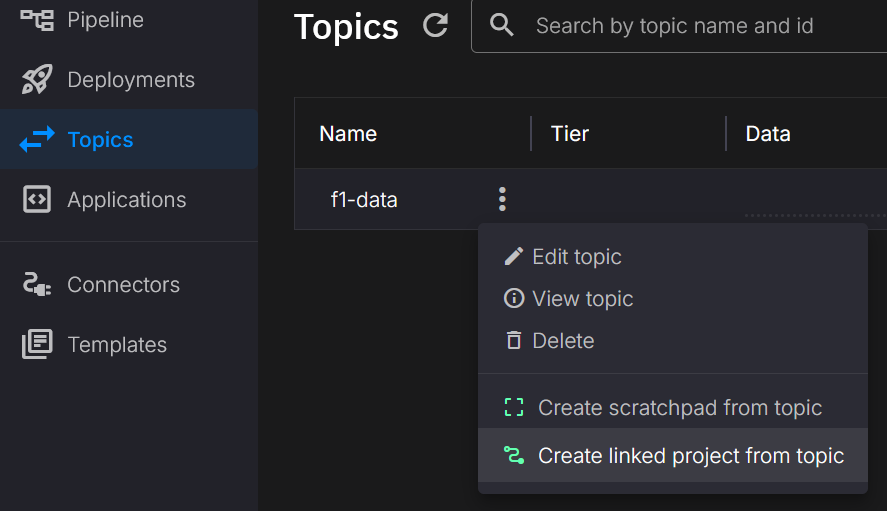 Pipeline
Deployments
Topics
Applications
Connectors
Templates
Topics
Search by topic name and id
Name Tier Data
f1-data
Edit topic
View topic
Delete
Create scratchpad from topic
Create linked project from topic